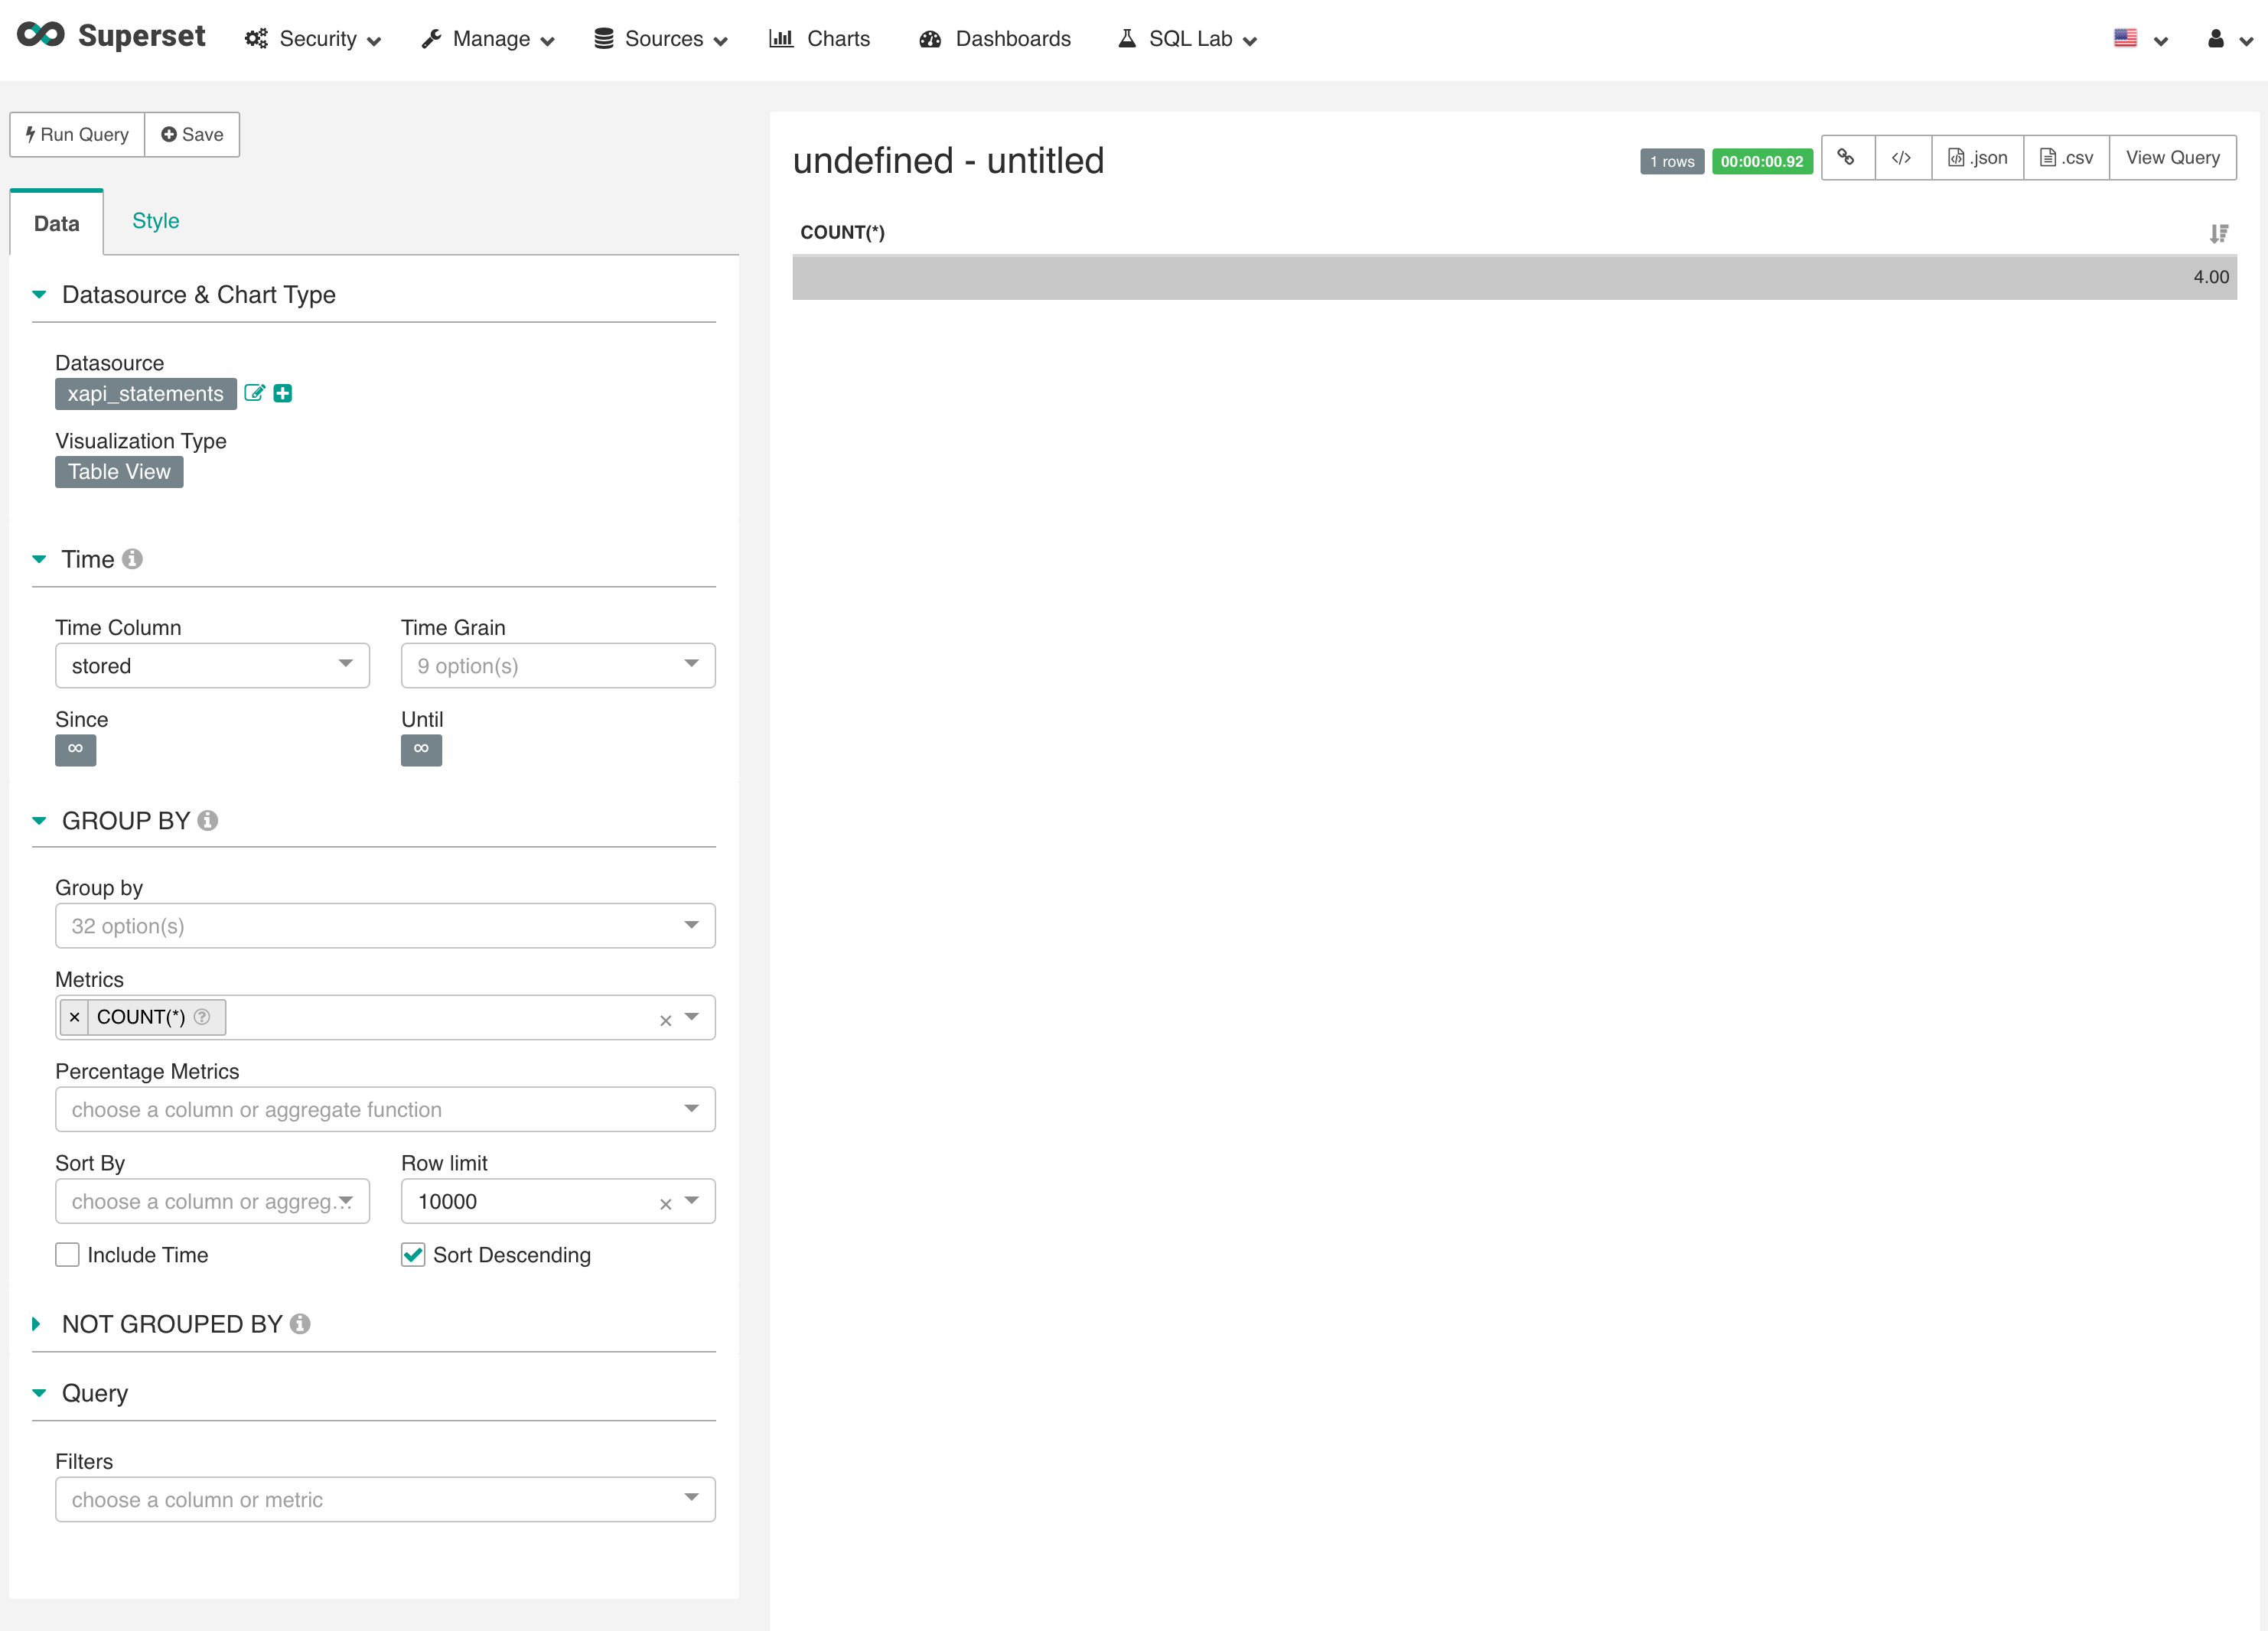 Superset Security Manage Sources Charts Dashboards SQL Lab
Run Query Save
Data Style
Datasource & Chart Type
Datasource
xapi_statements
Visualization Type
Table View
Time
Time Column Time Grain
stored 9 option(s)
Since Until
∞ ∞
GROUP BY
Group by
32 option(s)
Metrics
× COUNT(*) ?
Percentage Metrics
choose a column or aggregate function
Sort By Row limit
choose a column or aggreg... 10000
Include Time Sort Descending
NOT GROUPED BY
Query
Filters
choose a column or metric
undefined - untitled
1 rows 00:00:00.92 </> .json .csv View Query
COUNT(*)
4.00